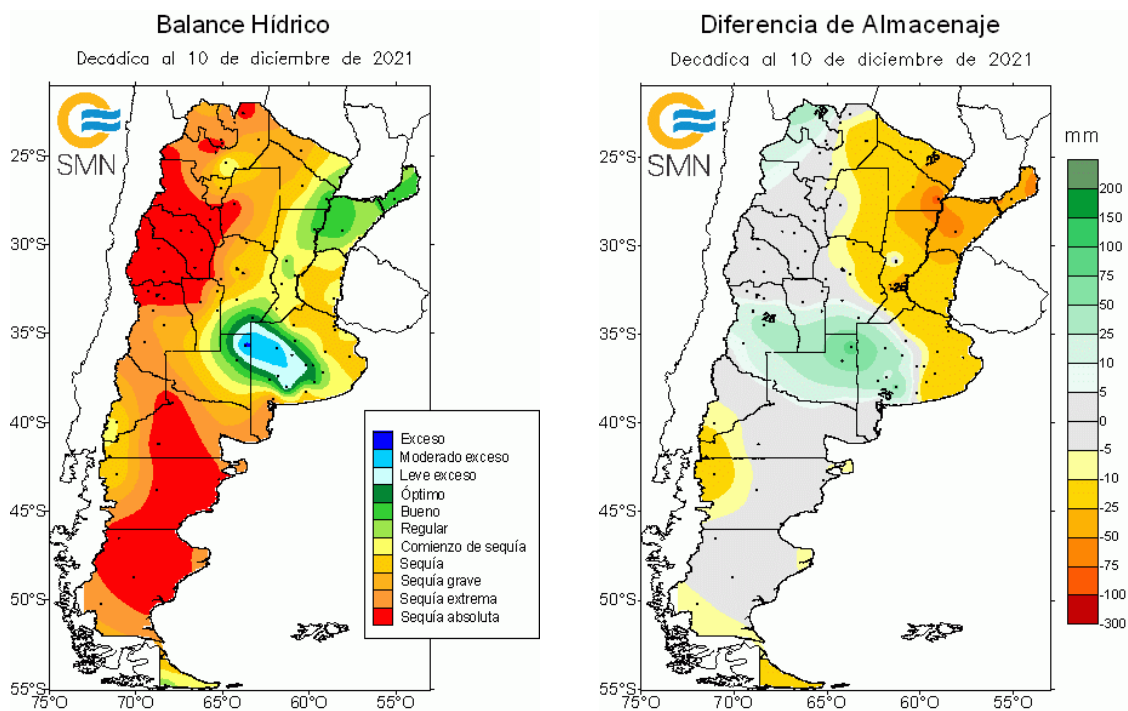 Balance Hídrico
Decádica al 10 de diciembre de 2021
SMN
25°S
30°S
35°S
40°S
45°S
50°S
55°S
75°O
70°O
65°O
60°O
55°O
Exceso
Moderado exceso
Leve exceso
Óptimo
Bueno
Regular
Comienzo de sequía
Sequía
Sequía grave
Sequía extrema
Sequía absoluta
Diferencia de Almacenaje
Decádica al 10 de diciembre de 2021
SMN
25°S
30°S
35°S
40°S
45°S
50°S
55°S
75°O
70°O
65°O
60°O
55°O
mm
200
150
100
75
50
25
10
5
0
-5
-10
-25
-50
-75
-100
-300